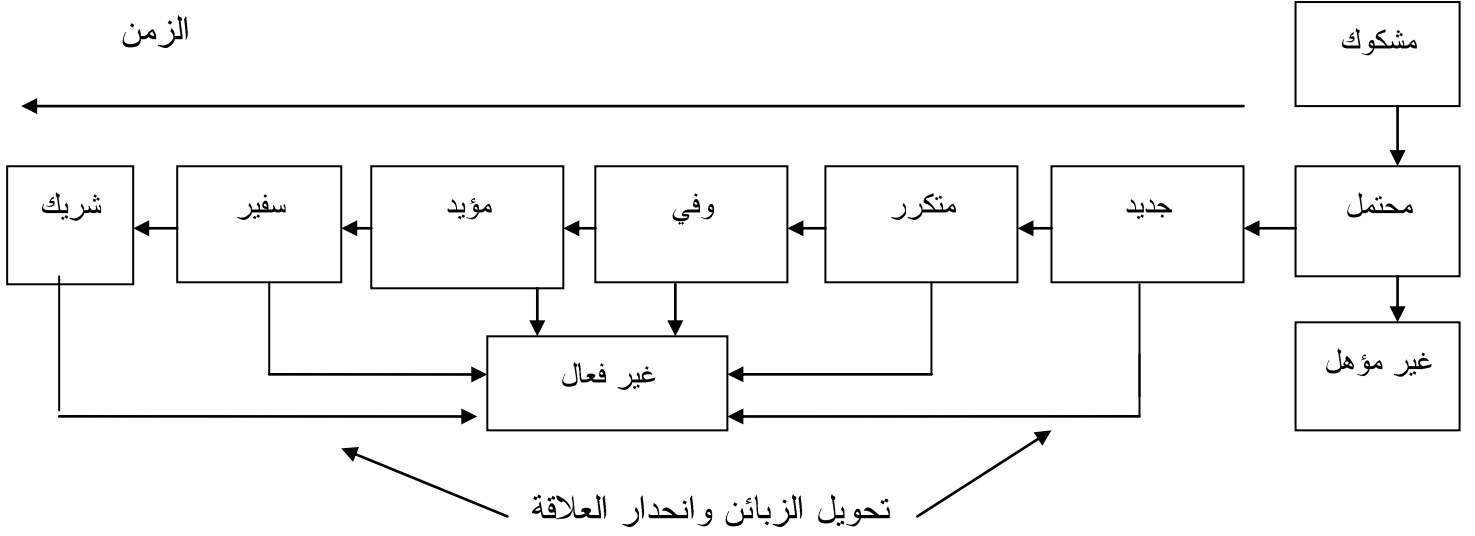 مشكوك
الزمن
محتمل
جديد
متكرر
وفي
مؤيد
سفير
شريك
غير مؤهل
غير فعال
تحويل الزبائن وانحدار العلاقة